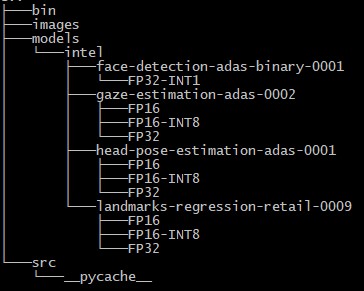 ├───bin
├───images
├───models
│   └───intel
│       ├───face-detection-adas-binary-0001
│       │   └───FP32-INT1
│       ├───gaze-estimation-adas-0002
│       │   ├───FP16
│       │   ├───FP16-INT8
│       │   └───FP32
│       ├───head-pose-estimation-adas-0001
│       │   ├───FP16
│       │   ├───FP16-INT8
│       │   └───FP32
│       └───landmarks-regression-retail-0009
│           ├───FP16
│           ├───FP16-INT8
│           └───FP32
└───src
    └───__pycache__